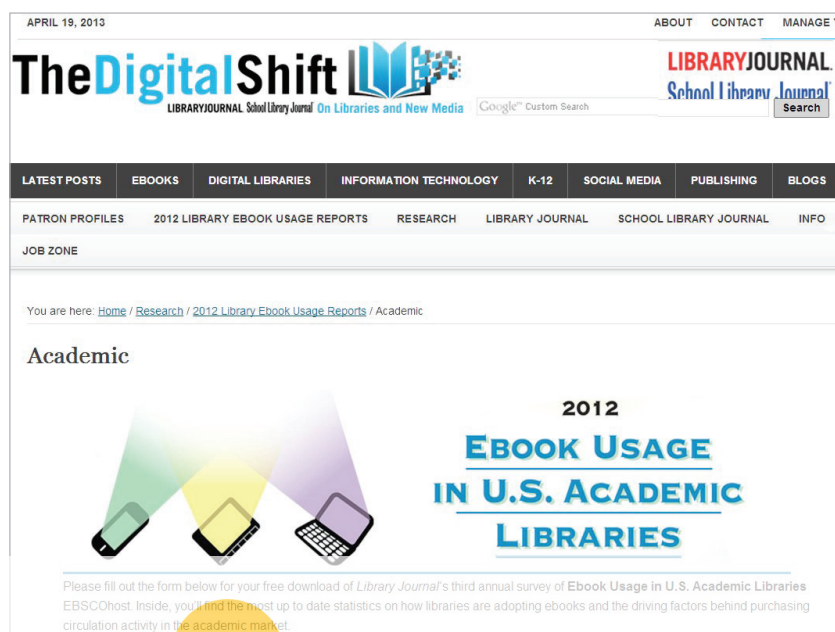 APRIL 19, 2013 ABOUT CONTACT MANAGE
TheDigitalShift
LIBRARYJOURNAL School Library Journal On Libraries and New Media
LIBRARYJOURNAL.
School Library Journal
Google™ Custom Search Search
LATEST POSTS EBOOKS DIGITAL LIBRARIES INFORMATION TECHNOLOGY K-12 SOCIAL MEDIA PUBLISHING BLOGS
PATRON PROFILES 2012 LIBRARY EBOOK USAGE REPORTS RESEARCH LIBRARY JOURNAL SCHOOL LIBRARY JOURNAL INFO
JOB ZONE
You are here: Home / Research / 2012 Library Ebook Usage Reports / Academic
Academic
2012
EBOOK USAGE
IN U.S. ACADEMIC
LIBRARIES
Please fill out the form below for your free download of Library Journal's third annual survey of Ebook Usage in U.S. Academic Libraries
EBSCOhost. Inside, you'll find the most up to date statistics on how libraries are adopting ebooks and the driving factors behind purchasing
circulation activity in the academic market.